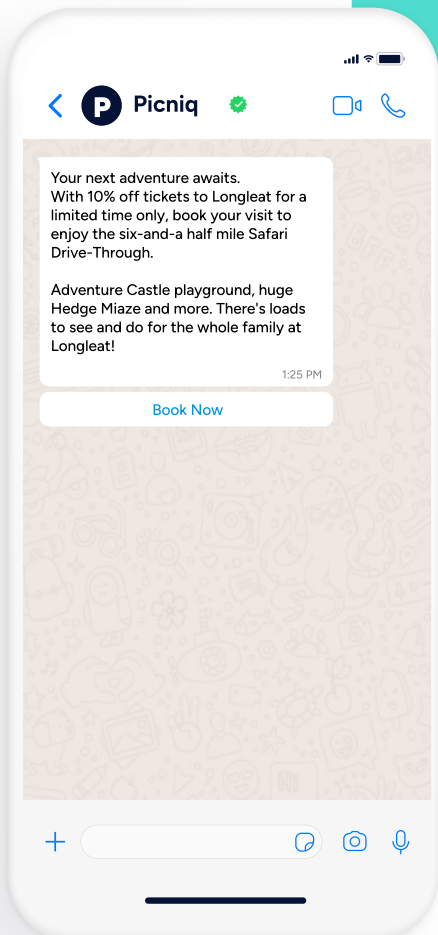 P Picniq
Your next adventure awaits.
With 10% off tickets to Longleat for a
limited time only, book your visit to
enjoy the six-and-a half mile Safari
Drive-Through.
Adventure Castle playground, huge
Hedge Miaze and more. There's loads
to see and do for the whole family at
Longleat!
1:25 PM
Book Now